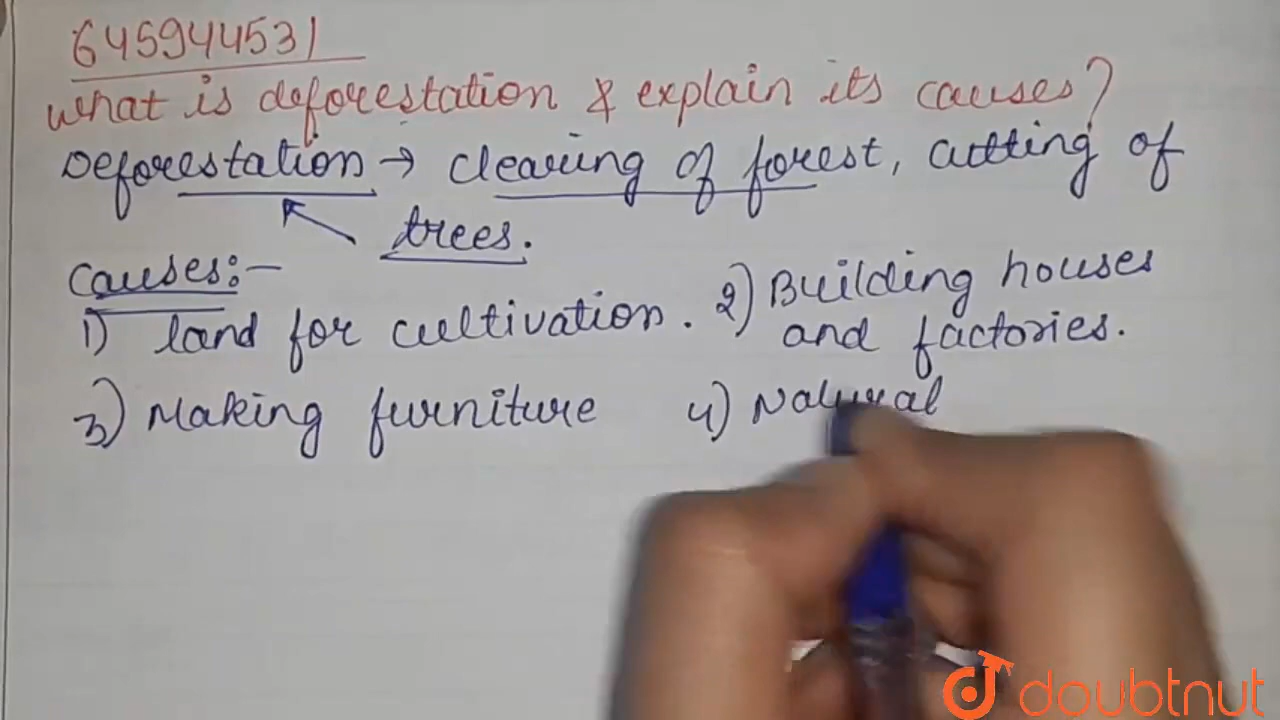 645944531
What is deforestation & explain its causes?
Deforestation → clearing of forest, cutting of
trees.
Causes:-
1) land for cultivation. 2) Building houses
and factories.
3) Making furniture 4) Natural
doubtnut